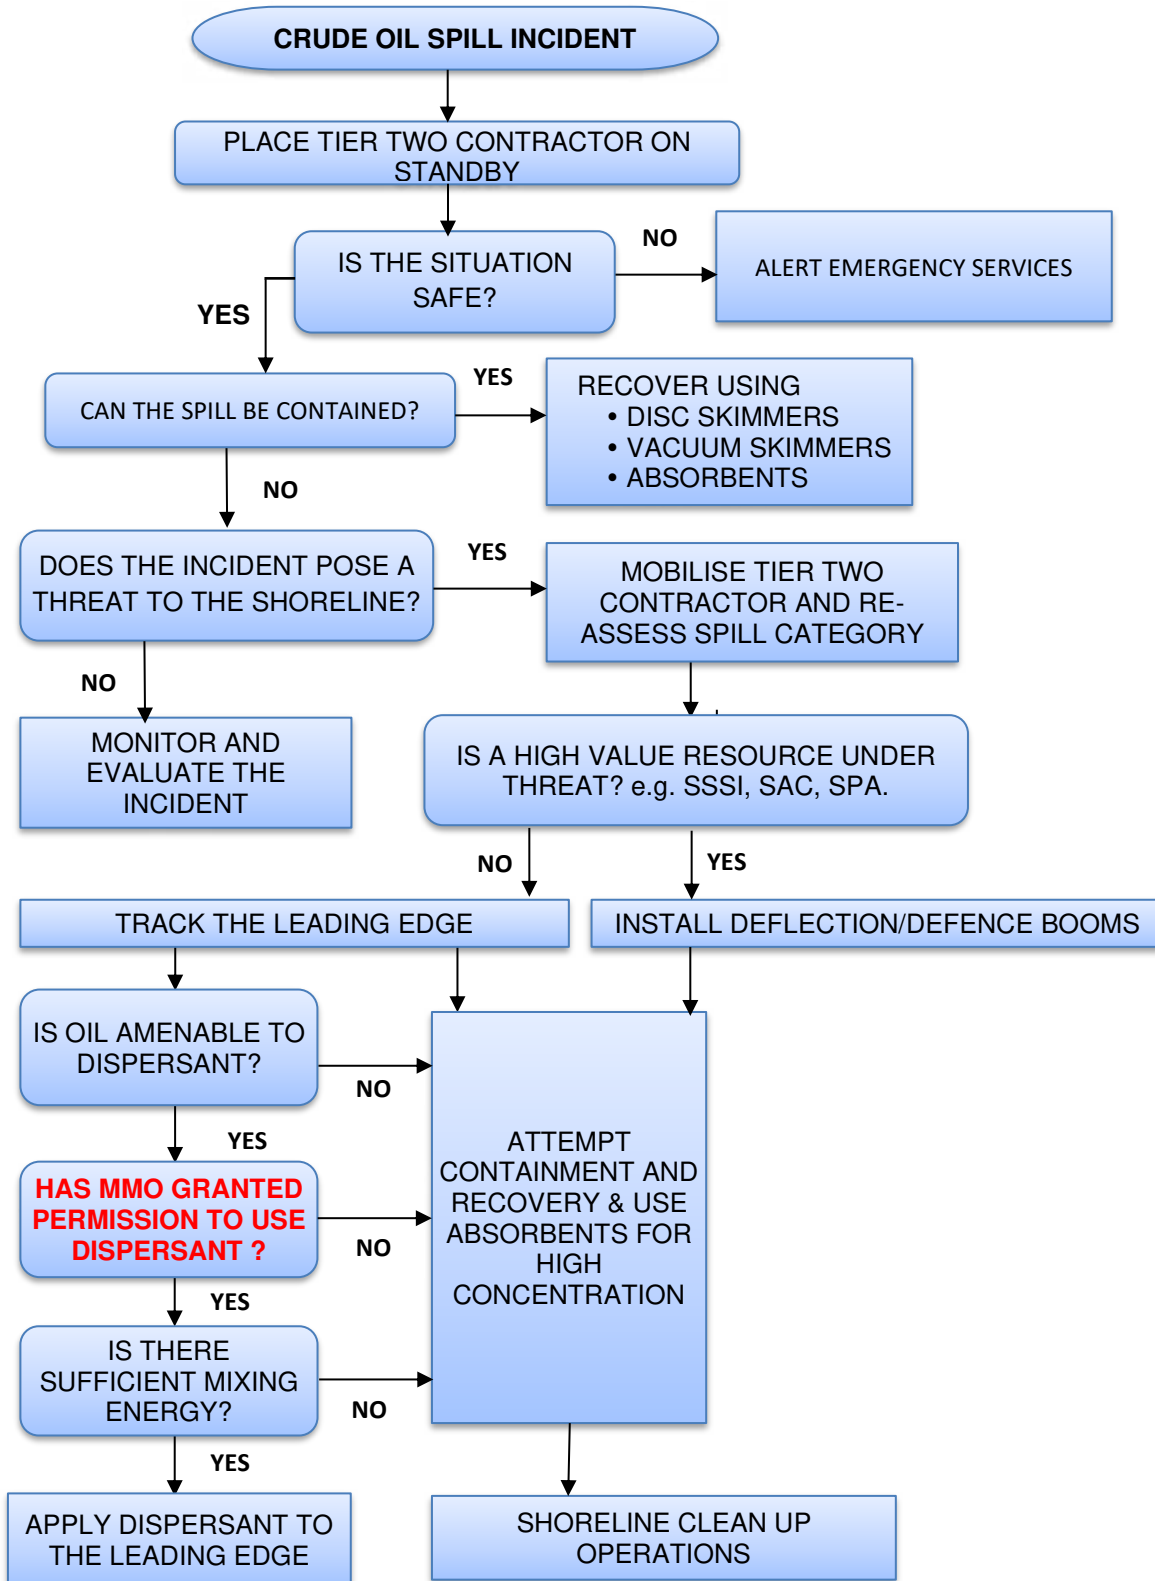 CRUDE OIL SPILL INCIDENT
PLACE TIER TWO CONTRACTOR ON
STANDBY
IS THE SITUATION
SAFE?
NO
ALERT EMERGENCY SERVICES
YES
CAN THE SPILL BE CONTAINED?
YES
RECOVER USING
• DISC SKIMMERS
• VACUUM SKIMMERS
• ABSORBENTS
NO
DOES THE INCIDENT POSE A
THREAT TO THE SHORELINE?
YES
MOBILISE TIER TWO
CONTRACTOR AND RE-
ASSESS SPILL CATEGORY
NO
MONITOR AND
EVALUATE THE
INCIDENT
IS A HIGH VALUE RESOURCE UNDER
THREAT? e.g. SSSI, SAC, SPA.
NO
YES
TRACK THE LEADING EDGE
INSTALL DEFLECTION/DEFENCE BOOMS
IS OIL AMENABLE TO
DISPERSANT?
NO
YES
HAS MMO GRANTED
PERMISSION TO USE
DISPERSANT ?
NO
YES
IS THERE
SUFFICIENT MIXING
ENERGY?
NO
YES
ATTEMPT
CONTAINMENT AND
RECOVERY & USE
ABSORBENTS FOR
HIGH
CONCENTRATION
APPLY DISPERSANT TO
THE LEADING EDGE
SHORELINE CLEAN UP
OPERATIONS